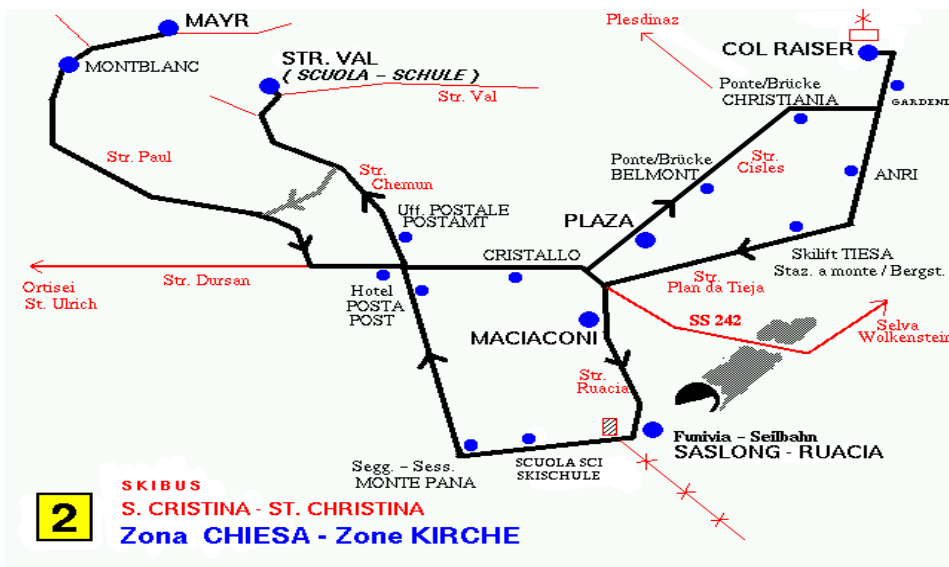 MAYR
MONTBLANC
STR. VAL
( SCUOLA – SCHULE )
Str. Val
Plesdinaz
COL RAISER
Ponte/Brücke
CHRISTIANIA
GARDENI
Str. Paul
Str.
Chemun
Ponte/Brücke
BELMONT
Str.
Cisles
ANRI
Uff. POSTALE
POSTAMT
PLAZA
CRISTALLO
Skilift TIESA
Staz. a monte / Bergst.
Ortisei
St. Ulrich
Str. Dursan
Hotel
POSTA
POST
Str.
Plan da Tieja
SS 242
Selva
Wolkenstein
MACIACONI
Str.
Ruacia
Funivia – Seilbahn
SASLONG - RUACIA
Segg. – Sess.
MONTE PANA
SCUOLA SCI
SKISCHULE
2
SKIBUS
S. CRISTINA - ST. CHRISTINA
Zona CHIESA - Zone KIRCHE